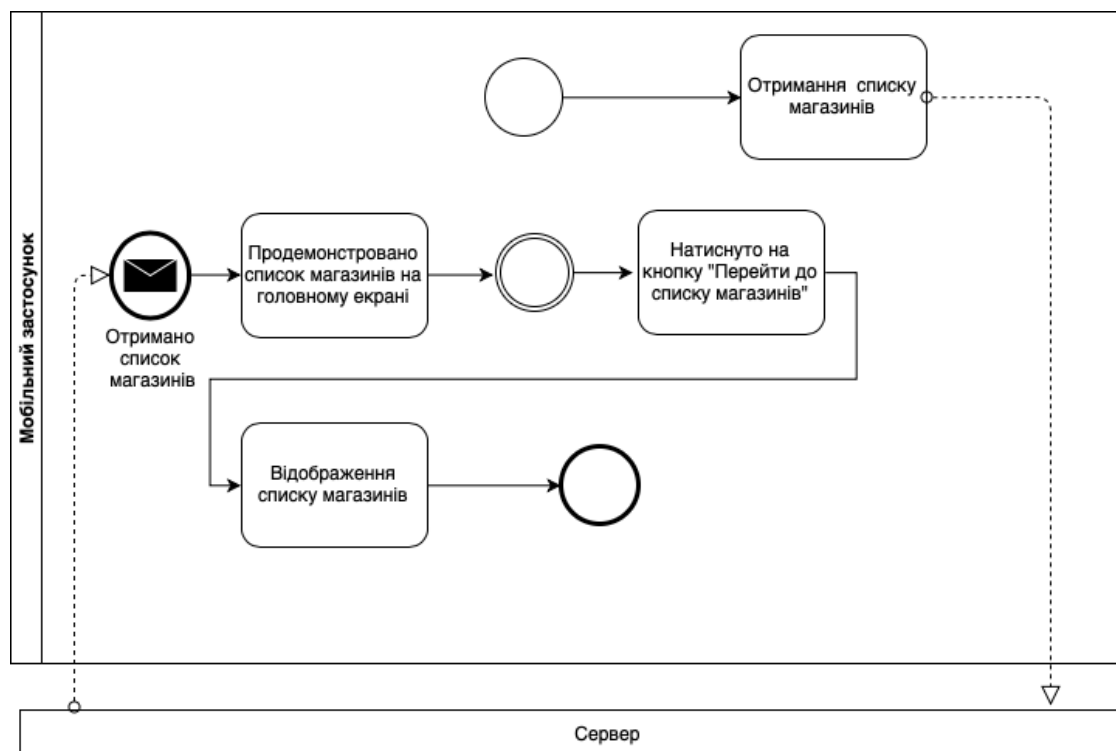 Мобільний застосунок
Отримання списку
магазинів
Отримано
список
магазинів
Продемонстровано
список магазинів на
головному екрані
Натиснуто на
кнопку "Перейти до
списку магазинів"
Відображення
списку магазинів
Сервер